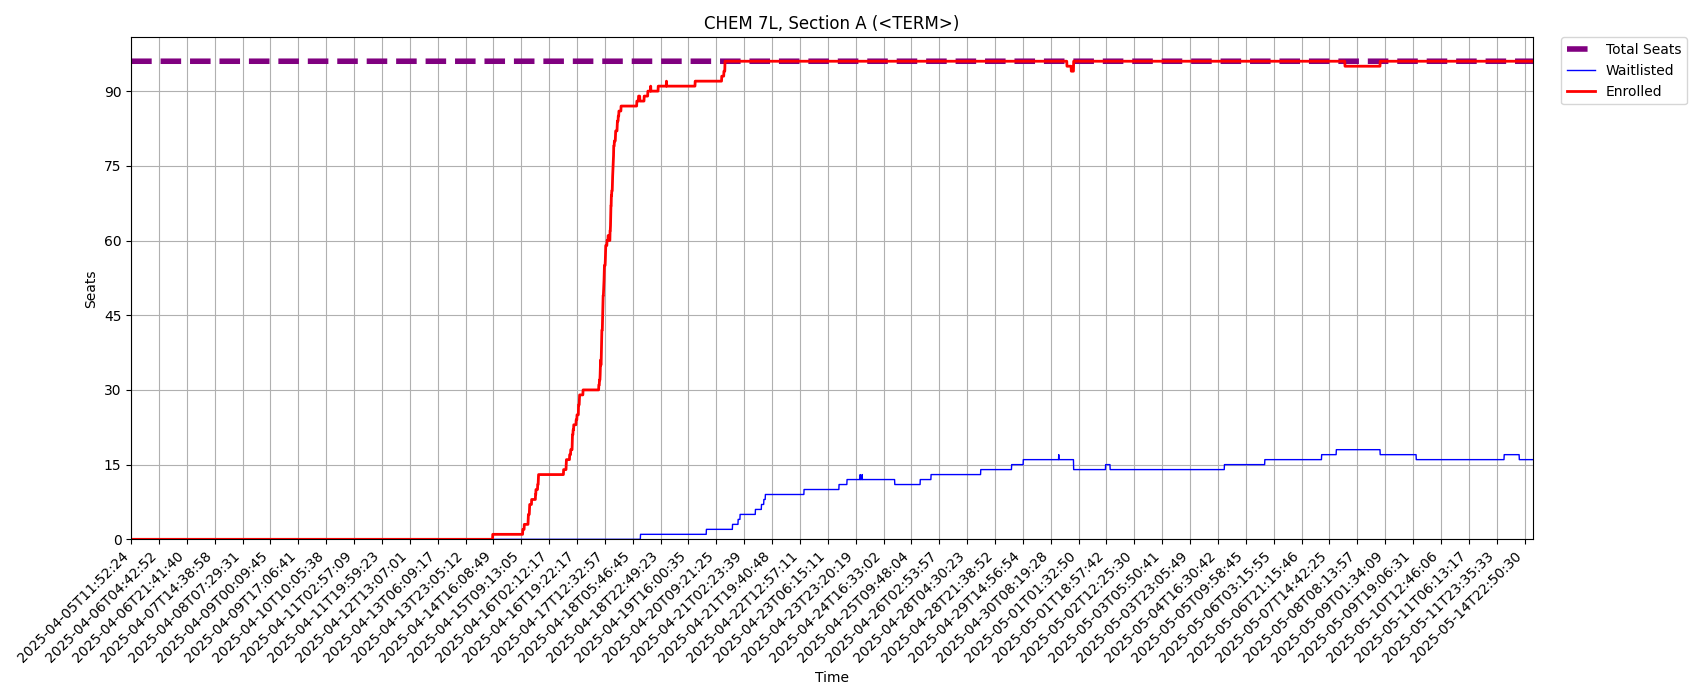 CHEM 7L, Section A (<TERM>)
Total Seats
Waitlisted
Enrolled
Seats
90
75
60
45
30
15
0
2025-04-05T11:52:24
2025-04-06T04:42:52
2025-04-06T21:41:40
2025-04-07T14:38:58
2025-04-08T07:29:31
2025-04-09T00:09:45
2025-04-09T17:06:41
2025-04-10T10:05:38
2025-04-11T02:57:09
2025-04-11T19:59:23
2025-04-12T13:07:01
2025-04-13T06:09:17
2025-04-13T23:05:12
2025-04-14T16:08:49
2025-04-15T09:13:05
2025-04-16T02:12:17
2025-04-16T19:22:17
2025-04-17T12:32:57
2025-04-18T05:46:45
2025-04-18T22:49:23
2025-04-19T16:00:35
2025-04-20T09:21:25
2025-04-21T02:23:39
2025-04-21T19:40:48
2025-04-22T22:57:11
2025-04-23T06:15:11
2025-04-23T23:20:19
2025-04-24T16:33:02
2025-04-25T09:48:04
2025-04-26T02:53:57
2025-04-28T04:30:23
2025-04-28T21:38:52
2025-04-29T14:56:54
2025-04-30T08:19:28
2025-05-01T01:32:50
2025-05-01T18:57:42
2025-05-02T12:25:30
2025-05-03T05:50:41
2025-05-03T23:05:49
2025-05-04T16:30:42
2025-05-05T09:58:45
2025-05-06T03:15:55
2025-05-06T21:15:46
2025-05-07T14:42:25
2025-05-08T08:13:57
2025-05-09T01:34:09
2025-05-09T19:06:31
2025-05-10T12:46:06
2025-05-11T06:13:17
2025-05-11T23:35:33
2025-05-14T22:50:30
Time